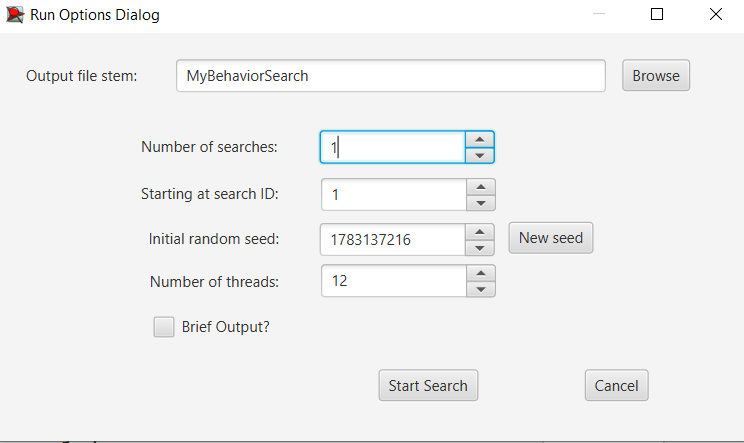 Run Options Dialog
Output file stem: MyBehaviorSearch Browse
Number of searches: 1
Starting at search ID: 1
Initial random seed: 1783137216 New seed
Number of threads: 12
Brief Output?
Start Search Cancel